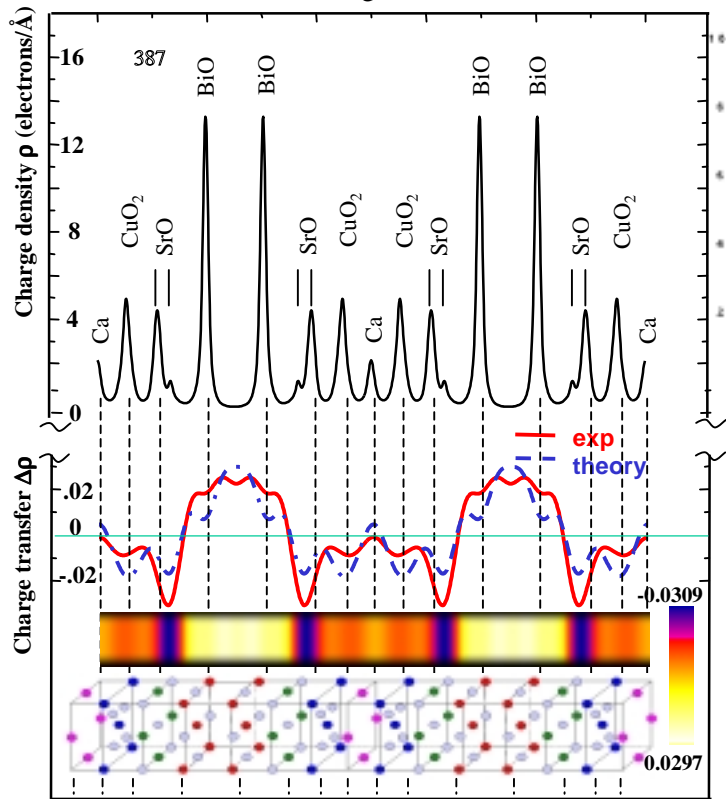 Charge density ρ (electrons/Å)
16
12
8
4
0
387
Ca
CuO₂
SrO
BiO
BiO
SrO
CuO₂
Ca
CuO₂
SrO
BiO
BiO
SrO
CuO₂
Ca
exp
theory
Charge transfer Δρ
.02
0
-.02
-0.0309
0.0297